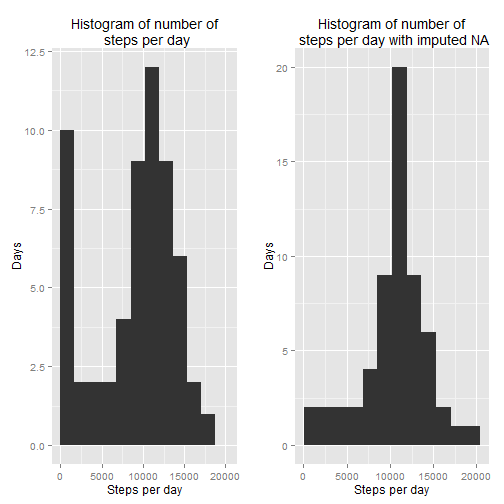 Histogram of number of
steps per day
12.5
10.0
7.5
5.0
2.5
0.0
Days
0 5000 10000 15000 20000
Steps per day
Histogram of number of
steps per day with imputed NA
20
15
10
5
0
Days
0 5000 10000 15000 20000
Steps per day